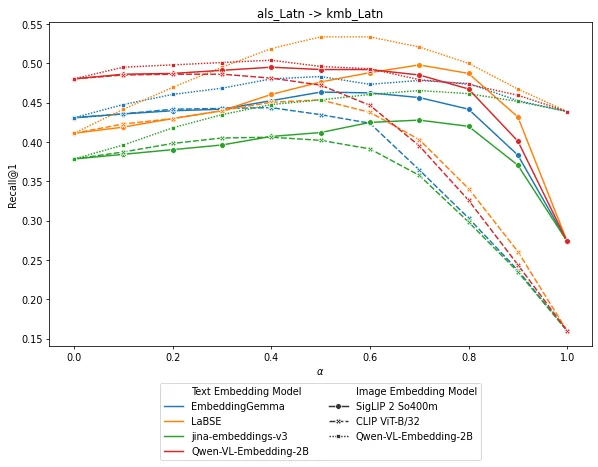 als_Latn -> kmb_Latn
0.55
0.50
0.45
0.40
0.35
0.30
0.25
0.20
0.15
Recall@1
0.0 0.2 0.4 0.6 0.8 1.0
α
Text Embedding Model Image Embedding Model
EmbeddingGemma SigLIP 2 So400m
LaBSE CLIP ViT-B/32
jina-embeddings-v3 Qwen-VL-Embedding-2B
Qwen-VL-Embedding-2B